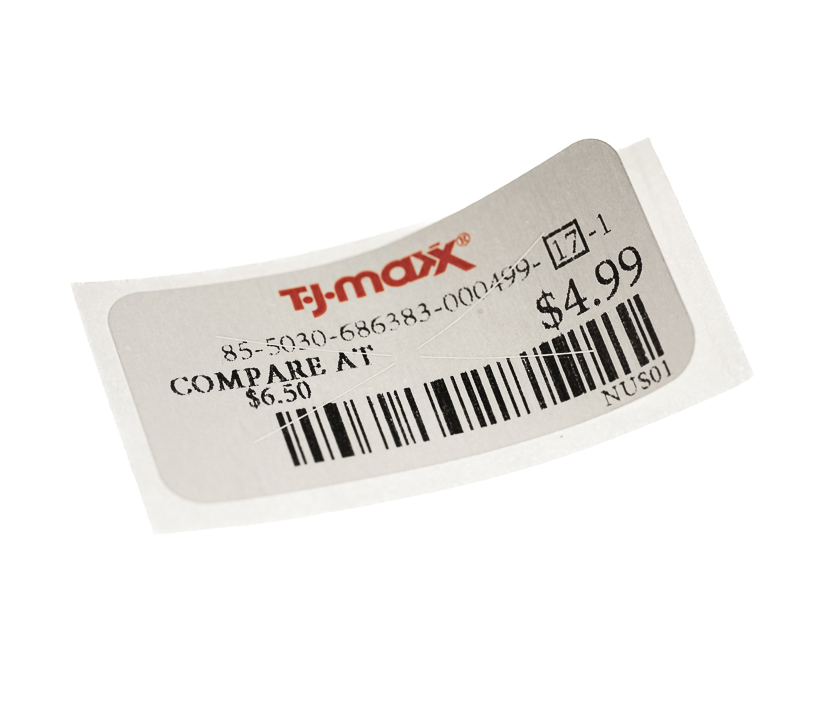 T·J·maxx®
85-5030-686383-000499-17-1
COMPARE AT
$6.50
$4.99
NUS01